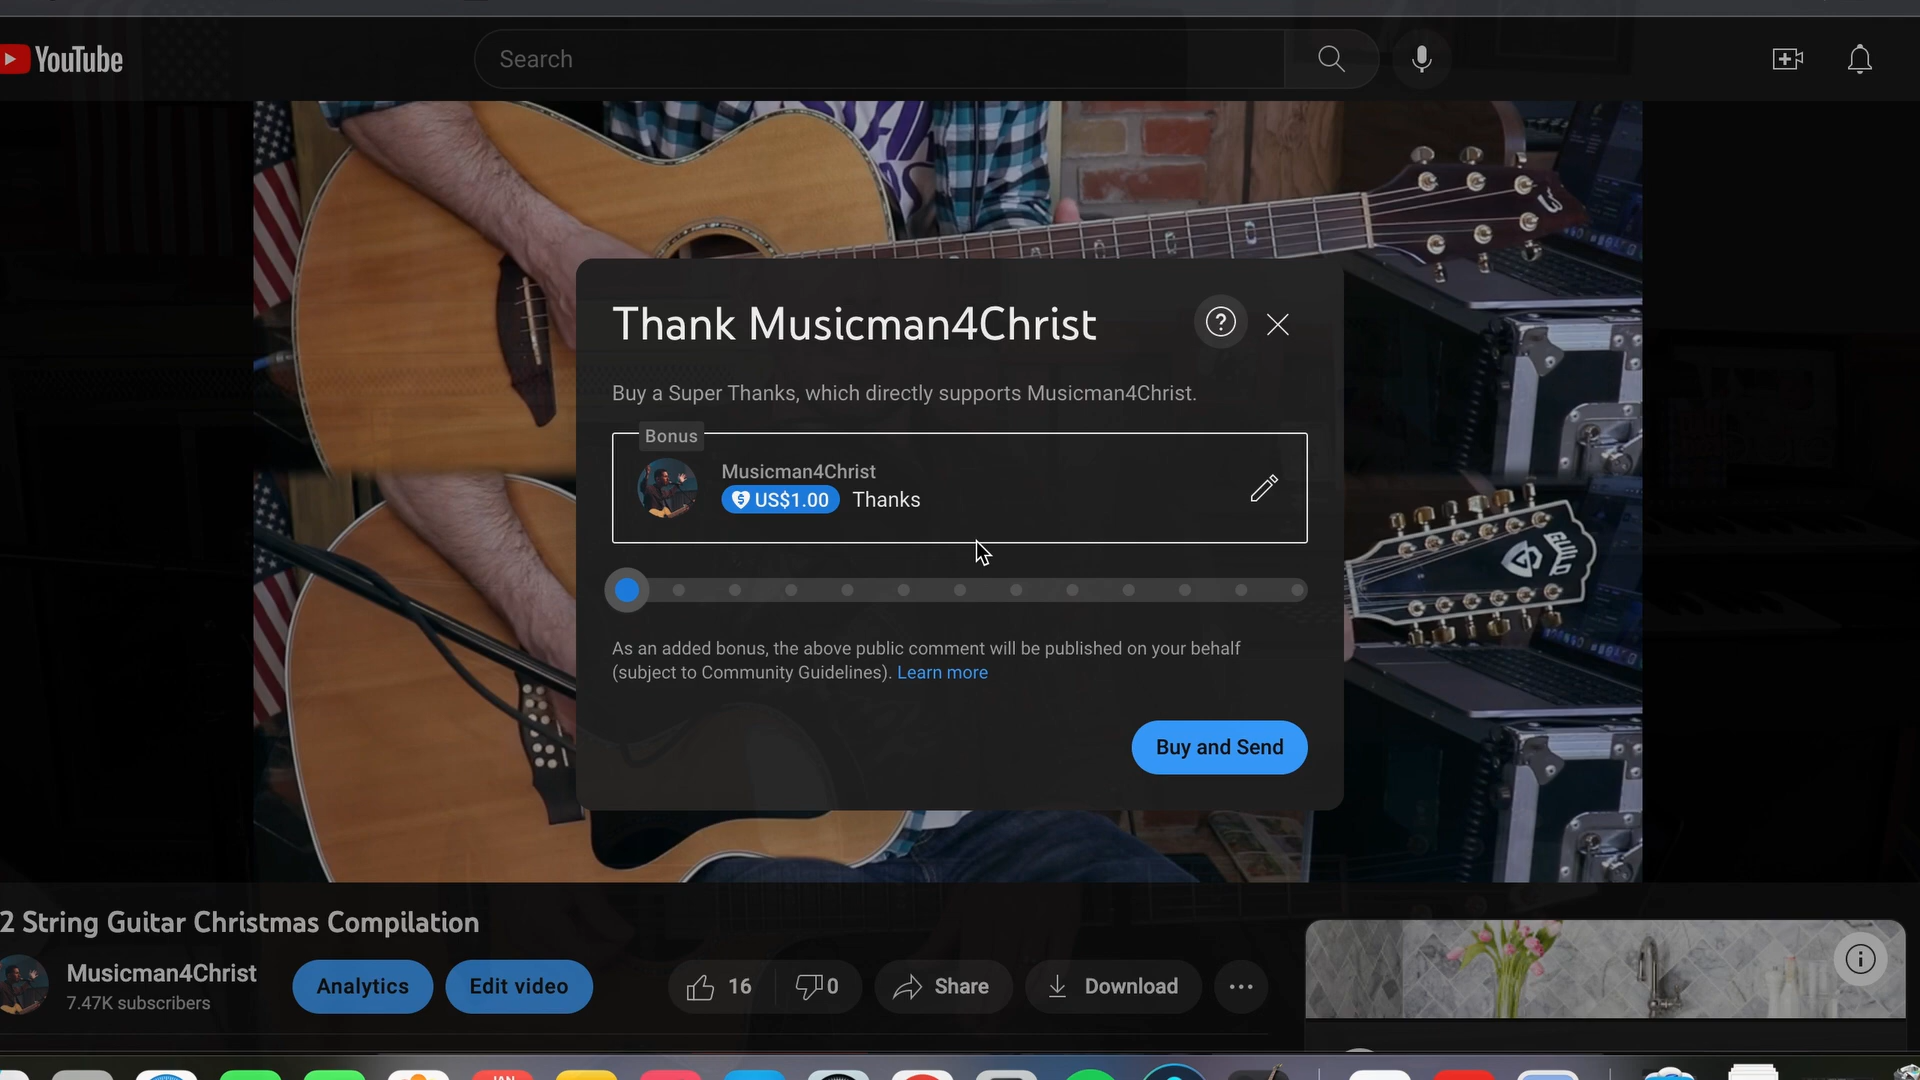 YouTube
Search
Thank Musicman4Christ
Buy a Super Thanks, which directly supports Musicman4Christ.
Bonus
Musicman4Christ
US$1.00 Thanks
As an added bonus, the above public comment will be published on your behalf
(subject to Community Guidelines). Learn more
Buy and Send
GUILD
2 String Guitar Christmas Compilation
Musicman4Christ
7.47K subscribers
Analytics
Edit video
16
0
Share
Download
JAN